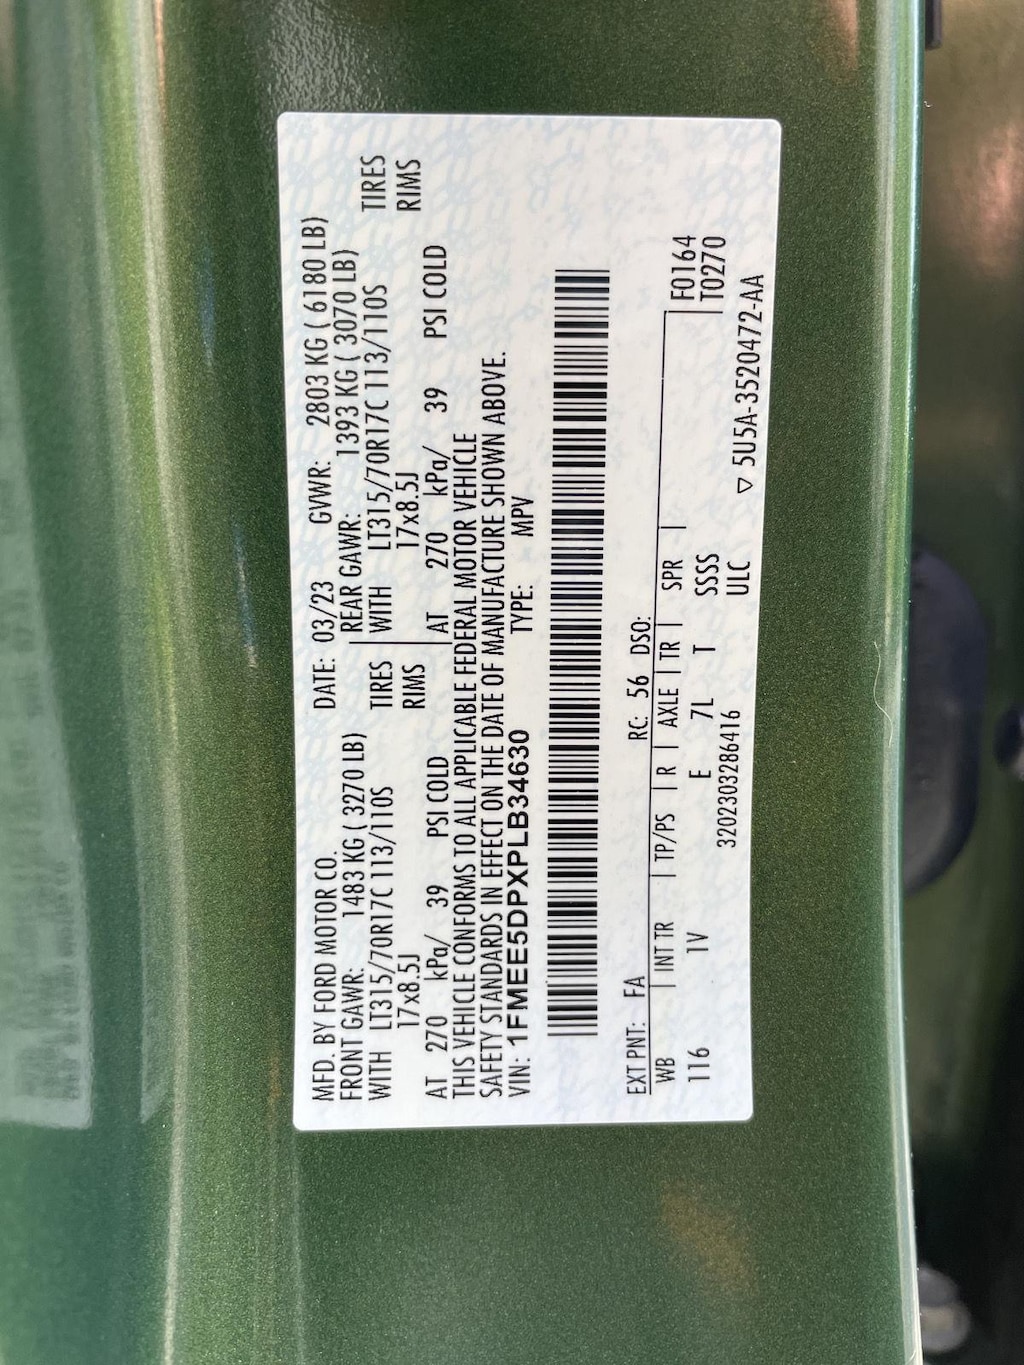 MFD. BY FORD MOTOR CO. DATE: 03/23 GVWR: 2803 KG ( 6180 LB)
FRONT GAWR: 1483 KG ( 3270 LB) REAR GAWR: 1393 KG ( 3070 LB)
WITH LT315/70R17C 113/110S TIRES WITH LT315/70R17C 113/110S TIRES
17x8.5J RIMS 17x8.5J RIMS
AT 270 kPa/ 39 PSI COLD AT 270 kPa/ 39 PSI COLD
THIS VEHICLE CONFORMS TO ALL APPLICABLE FEDERAL MOTOR VEHICLE
SAFETY STANDARDS IN EFFECT ON THE DATE OF MANUFACTURE SHOWN ABOVE.
VIN: 1FMEE5DPXPLB34630 TYPE: MPV
EXT PNT: FA RC: 56 DSO:
WB INT TR TP/PS R AXLE TR SPR F0164
116 1V E 7L T SSSS T0270
3202303286416 ULC
▽ 5U5A-3520472-AA